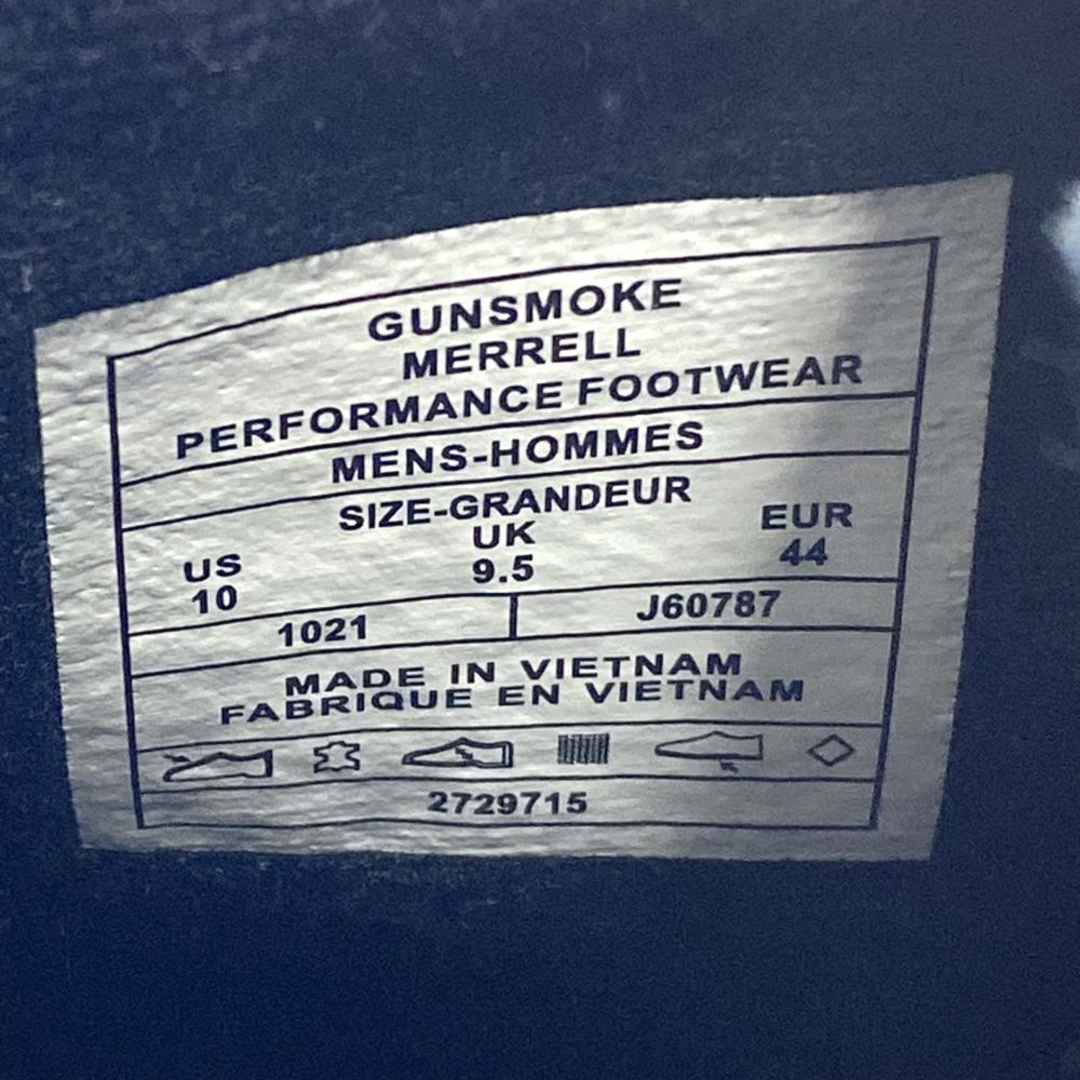 GUNSMOKE
MERRELL
PERFORMANCE FOOTWEAR
MENS-HOMMES
SIZE-GRANDEUR
US UK EUR
10 9.5 44
1021 J60787
MADE IN VIETNAM
FABRIQUE EN VIETNAM
2729715